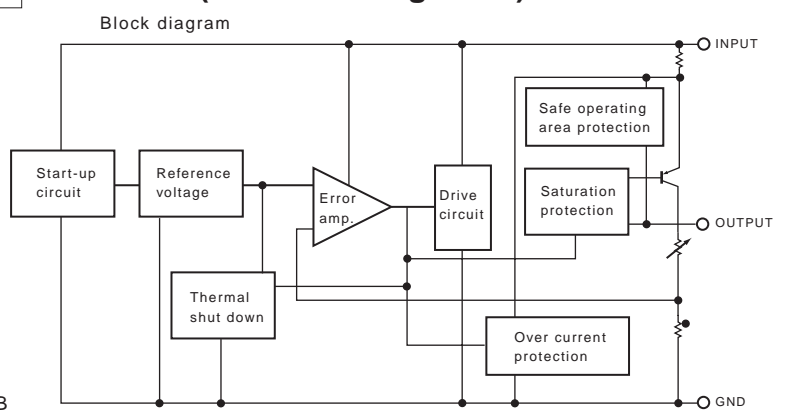 Block diagram
INPUT
Safe operating
area protection
Start-up
circuit
Reference
voltage
Error
amp.
Drive
circuit
Saturation
protection
OUTPUT
Thermal
shut down
Over current
protection
GND
B